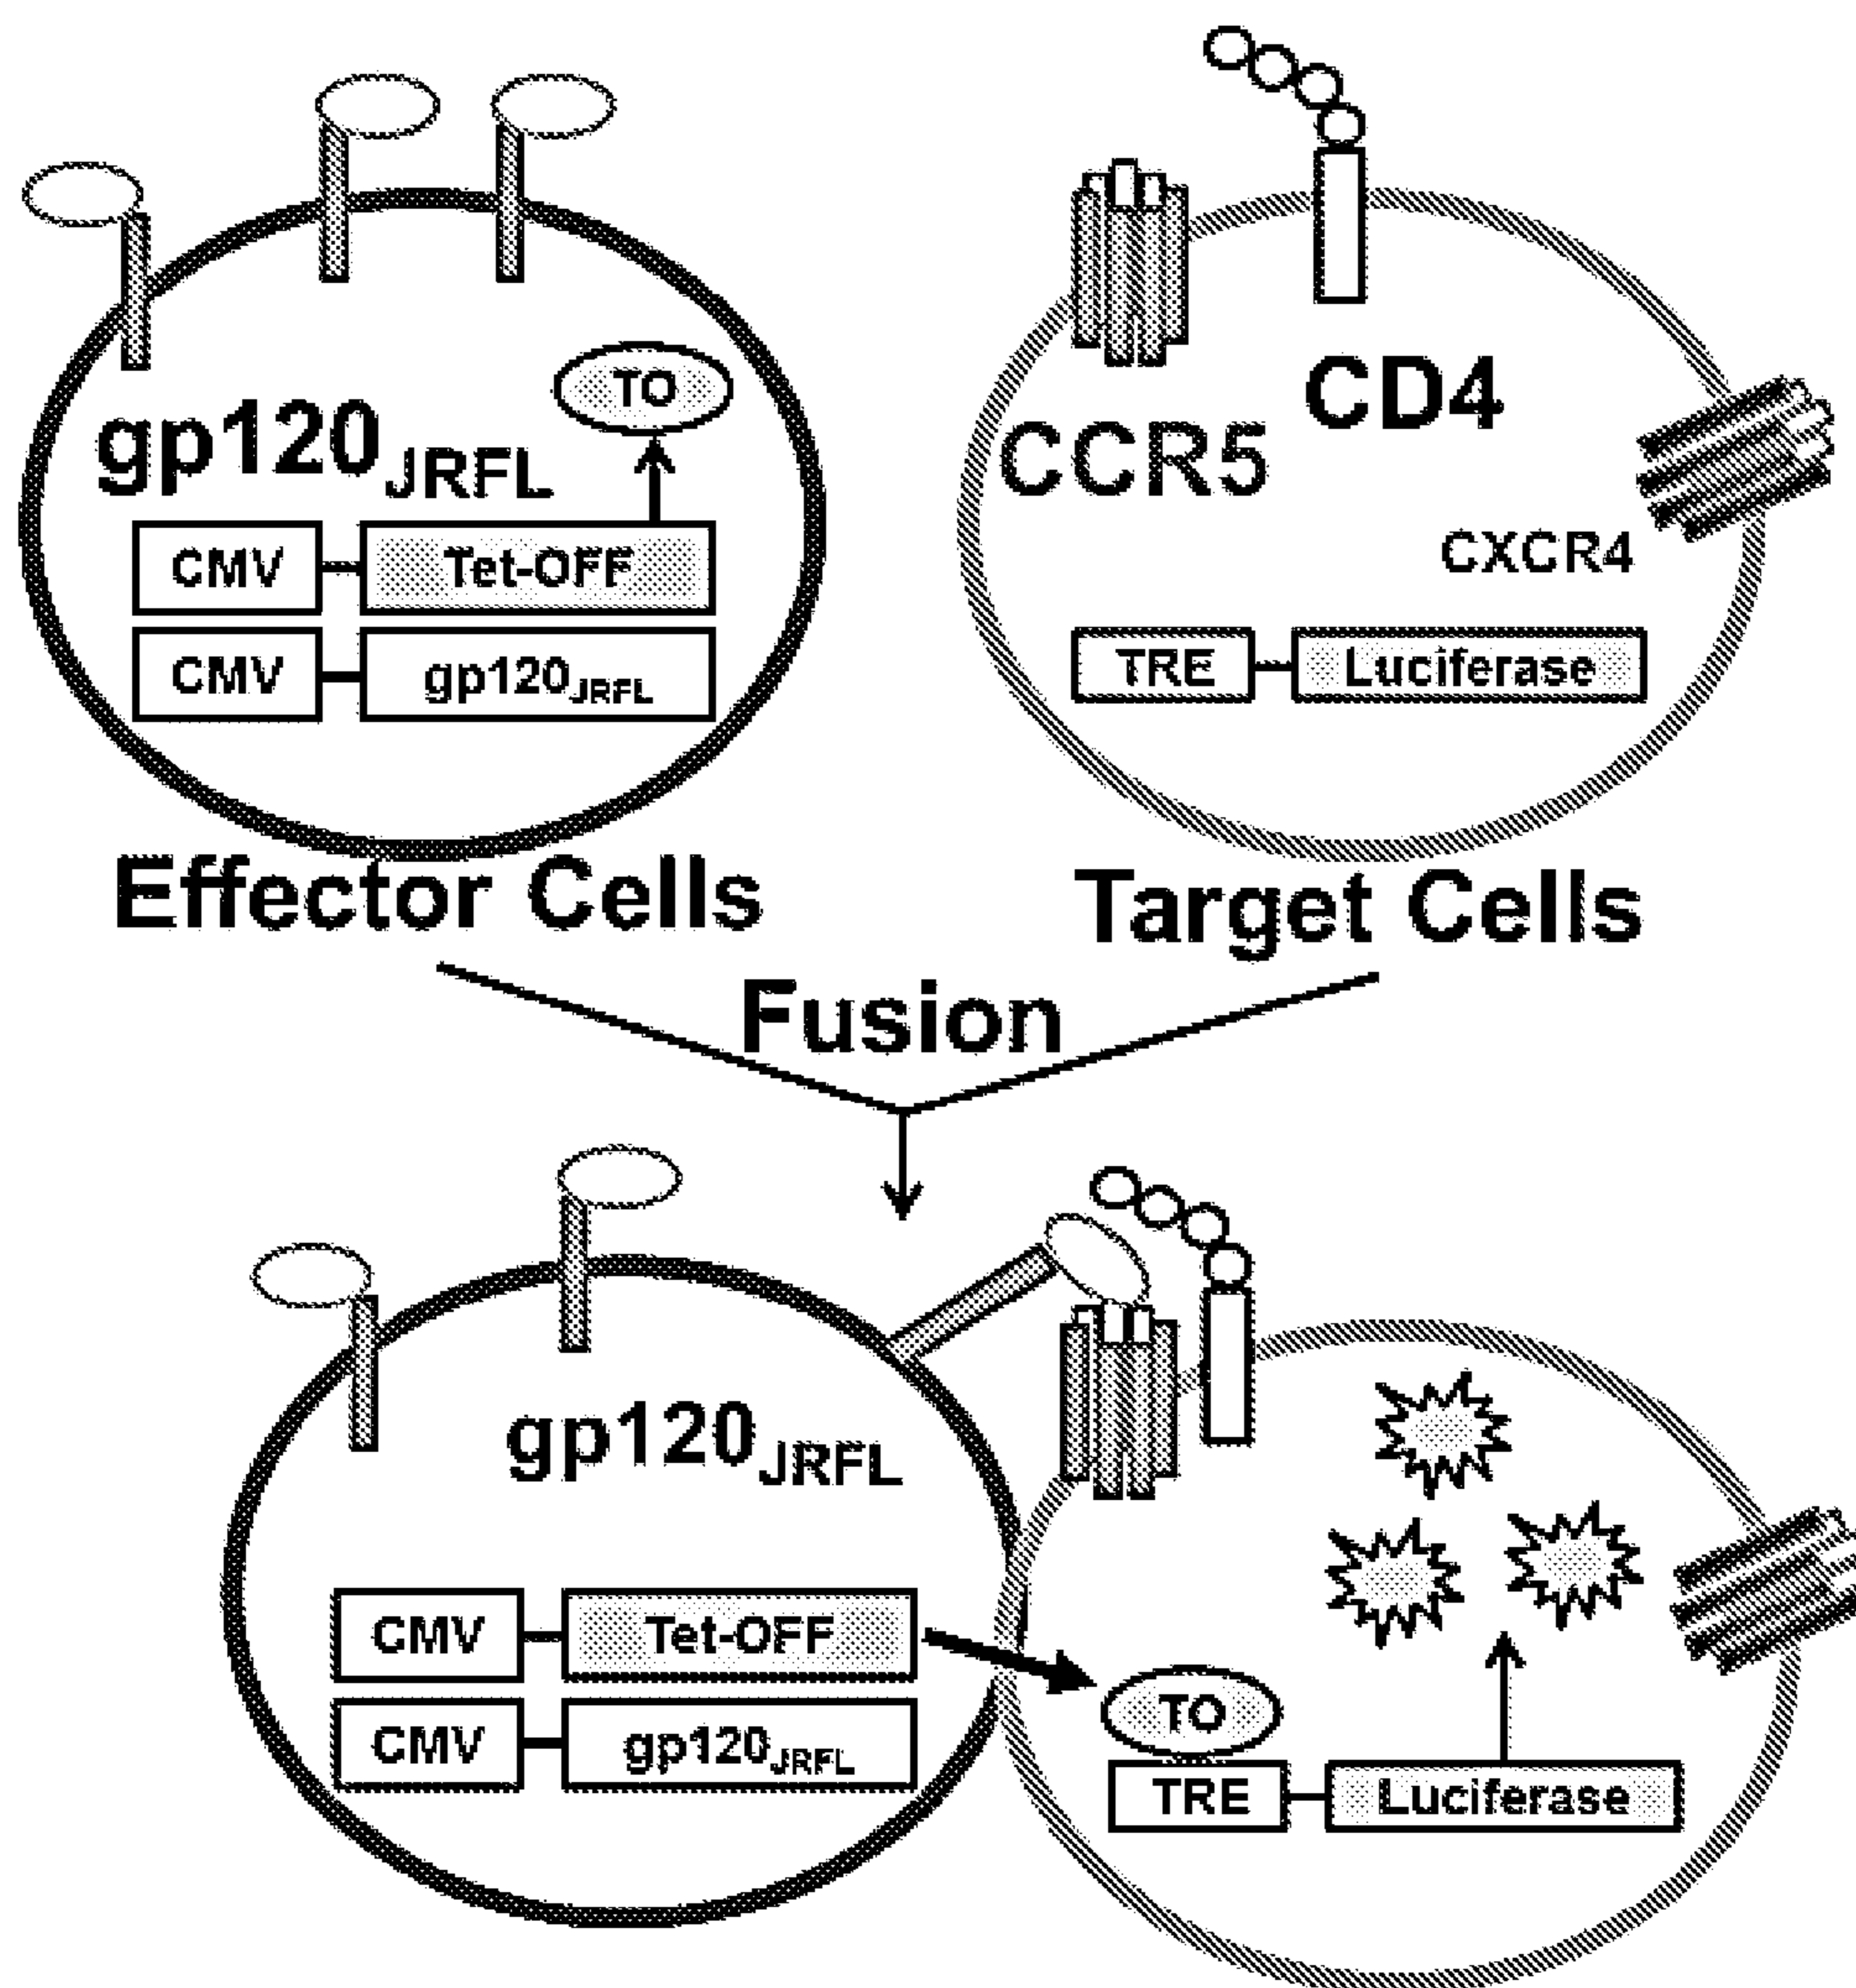 TO
gp120JRFL
CMV Tet-OFF
CMV gp120JRFL
Effector Cells
CD4
CCR5
CXCR4
TRE Luciferase
Target Cells
Fusion
gp120JRFL
CMV Tet-OFF
CMV gp120JRFL
TO
TRE Luciferase